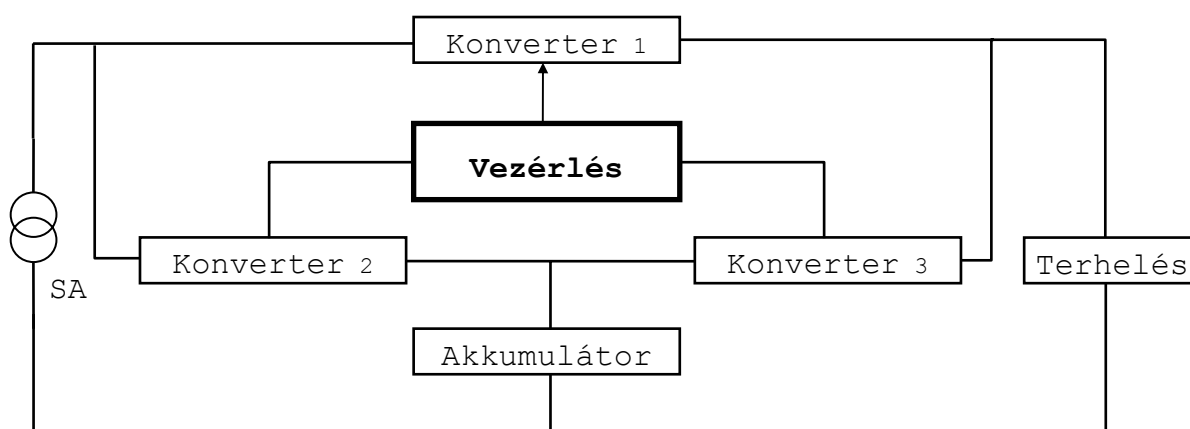 Konverter 1
Vezérlés
Konverter 2
Konverter 3
Terhelés
SA
Akkumulátor